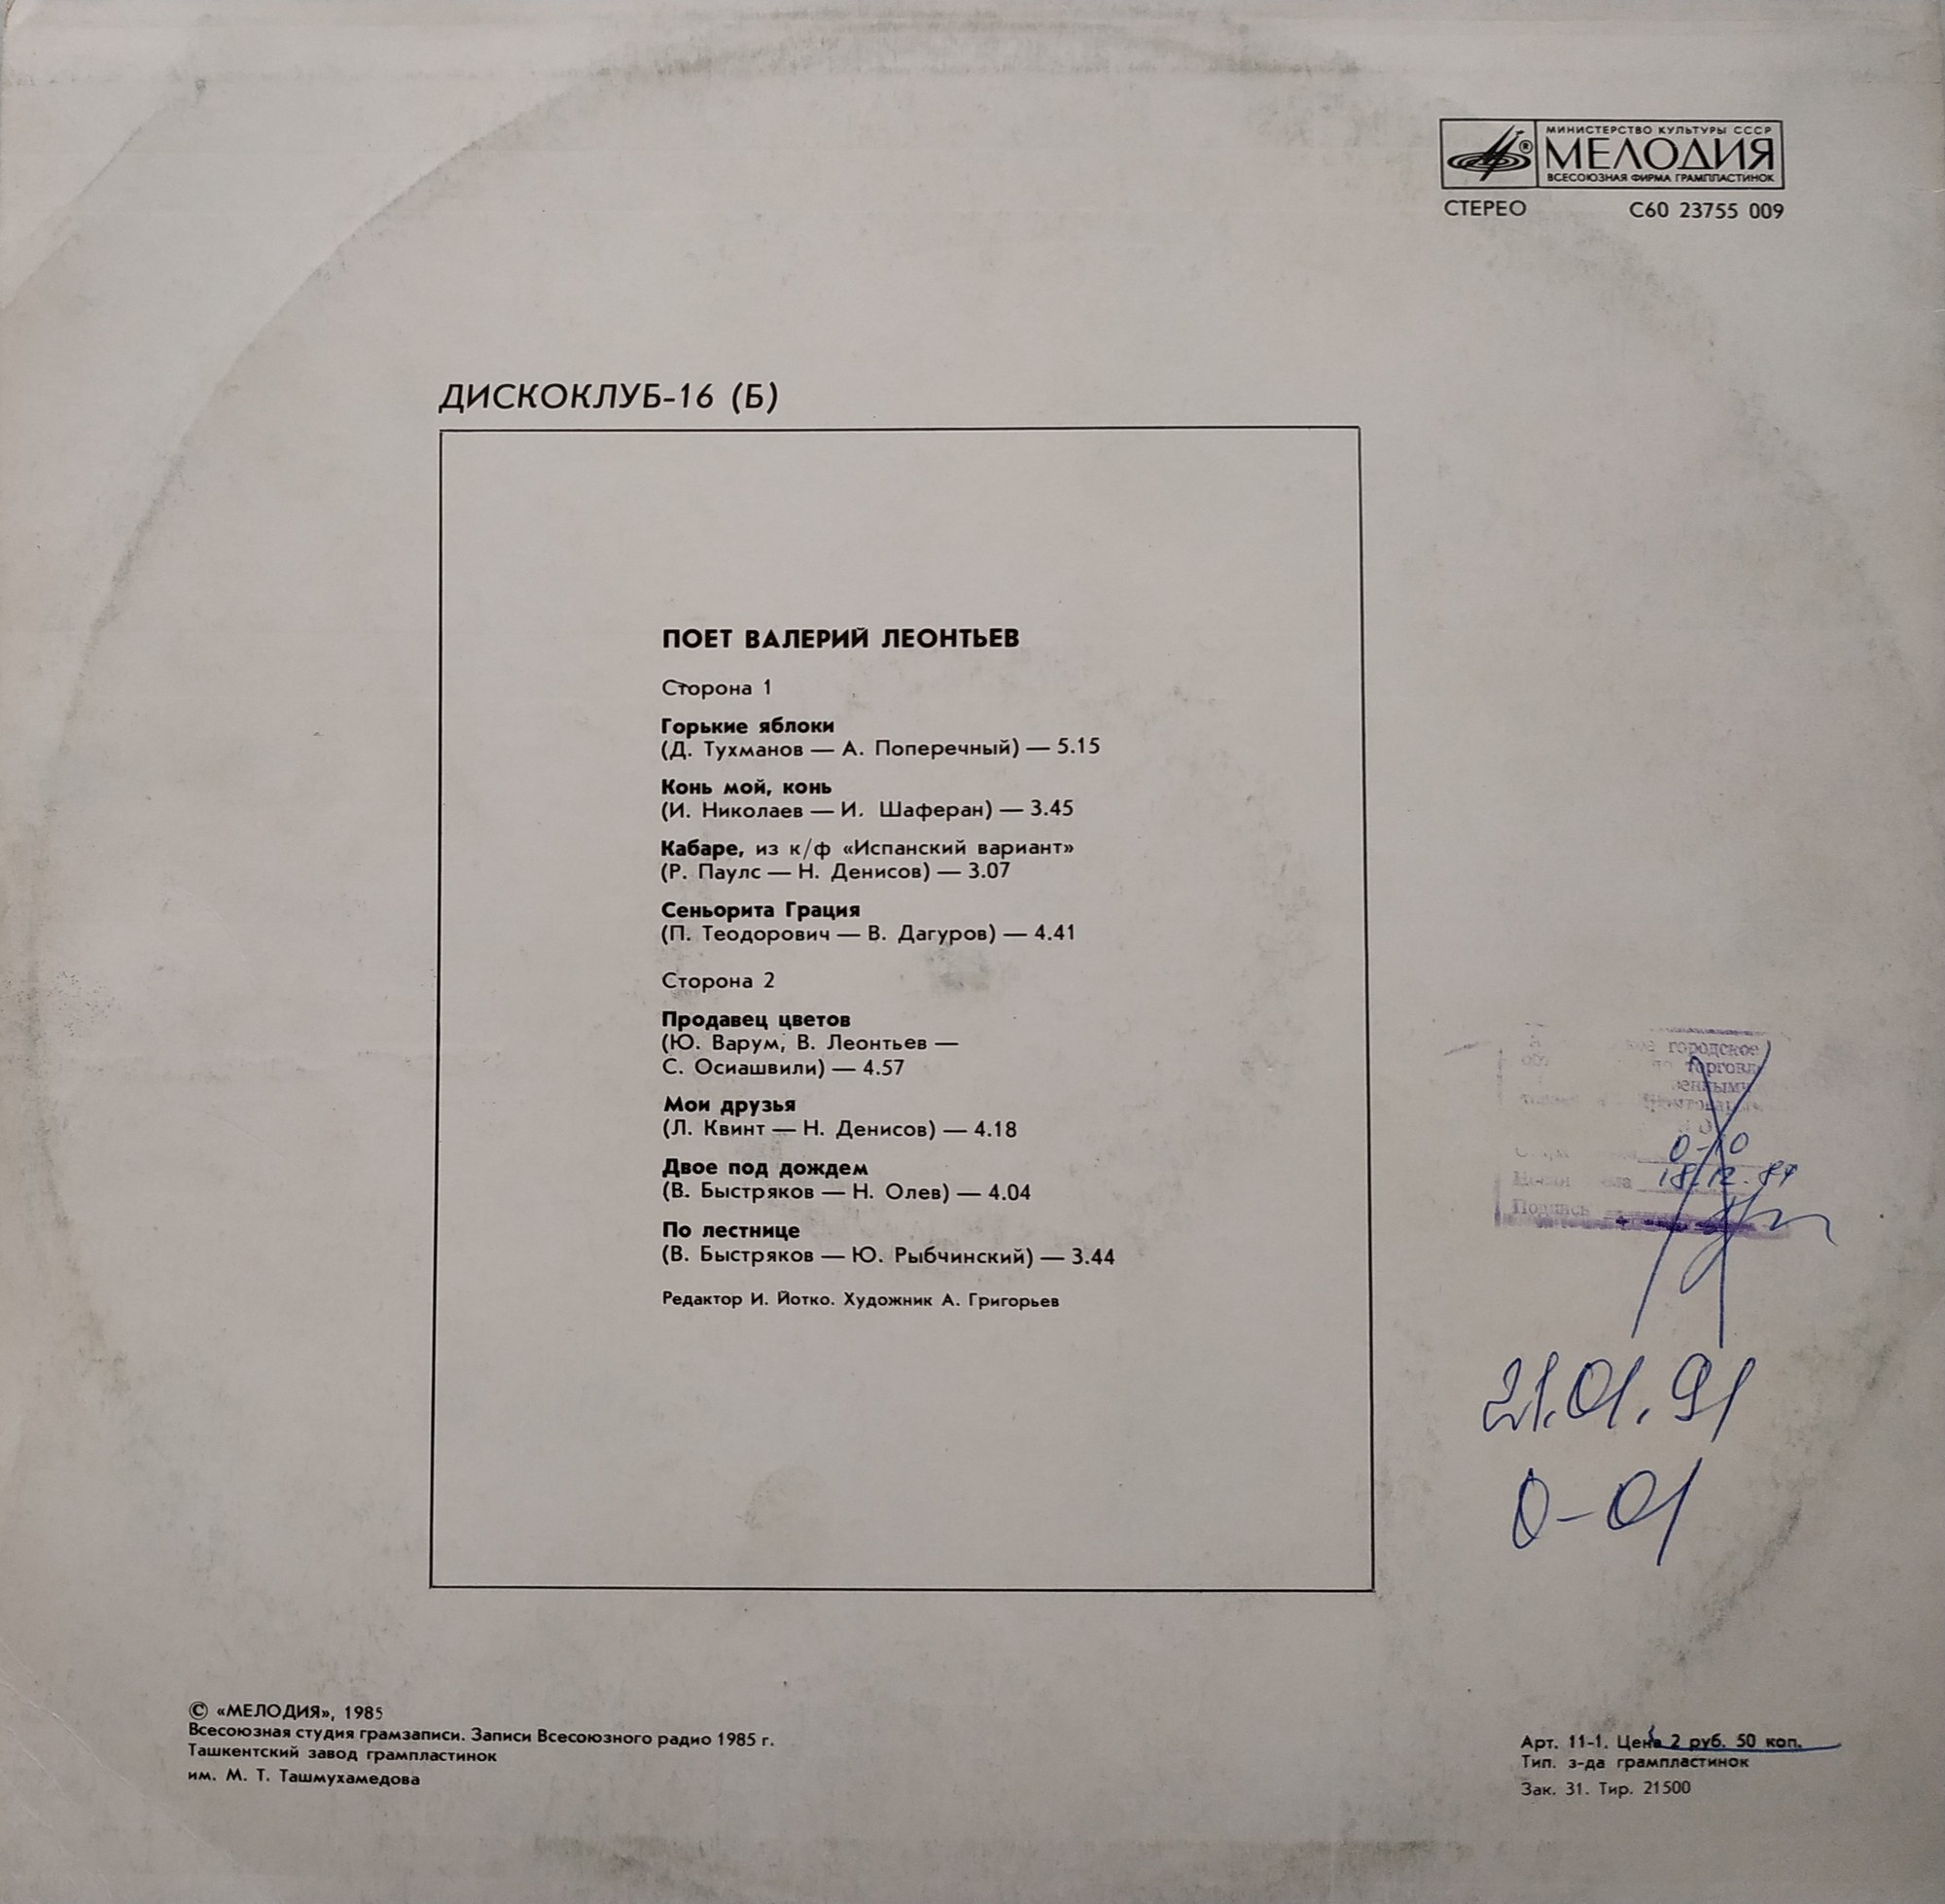 МИНИСТЕРСТВО КУЛЬТУРЫ СССР
МЕЛОДИЯ
ВСЕСОЮЗНАЯ ФИРМА ГРАМПЛАСТИНОК
СТЕРЕО С60 23755 009
ДИСКОКЛУБ-16 (Б)
ПОЕТ ВАЛЕРИЙ ЛЕОНТЬЕВ
Сторона 1
Горькие яблоки
(Д. Тухманов — А. Поперечный) — 5.15
Конь мой, конь
(И. Николаев — И. Шаферан) — 3.45
Кабаре, из к/ф «Испанский вариант»
(Р. Паулс — Н. Денисов) — 3.07
Сеньорита Грация
(П. Теодорович — В. Дагуров) — 4.41
Сторона 2
Продавец цветов
(Ю. Варум, В. Леонтьев —
С. Осиашвили) — 4.57
Мои друзья
(Л. Квинт — Н. Денисов) — 4.18
Двое под дождем
(В. Быстряков — Н. Олев) — 4.04
По лестнице
(В. Быстряков — Ю. Рыбчинский) — 3.44
Редактор И. Йотко. Художник А. Григорьев
городское
Подпись
21.01.91
0-01
© «МЕЛОДИЯ», 1985
Всесоюзная студия грамзаписи. Записи Всесоюзного радио 1985 г.
Ташкентский завод грампластинок
им. М. Т. Ташмухамедова
Арт. 11-1. Цена 2 руб. 50 коп.
Тип. з-да грампластинок
Зак. 31. Тир. 21500